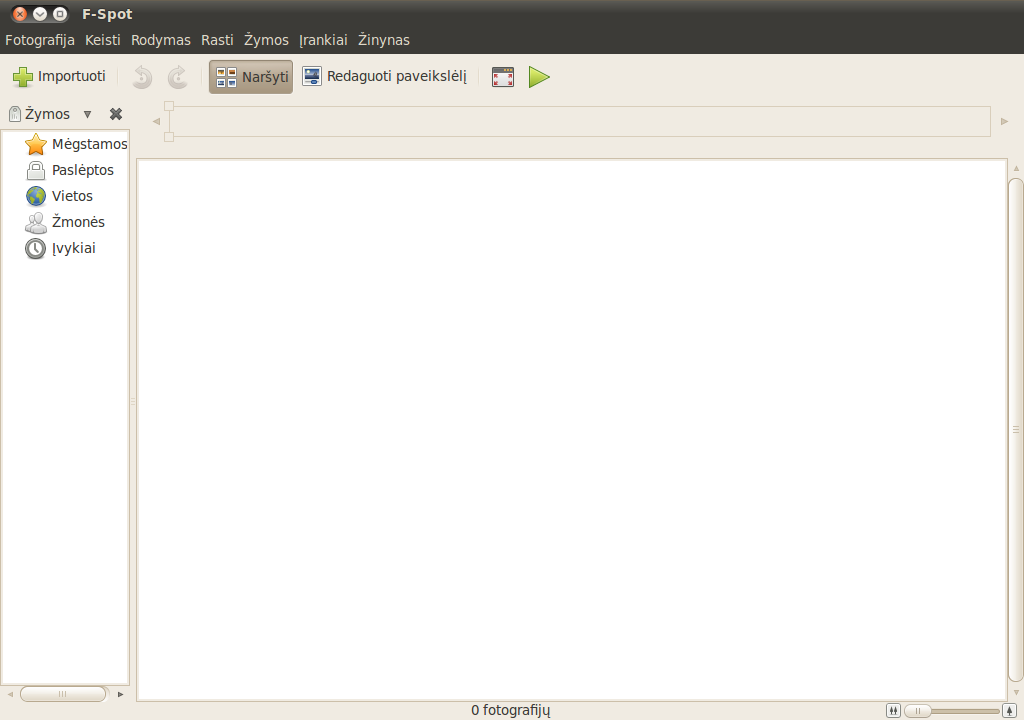 F-Spot
Fotografija Keisti Rodymas Rasti Žymos Įrankiai Žinynas
Importuoti Naršyti Redaguoti paveikslėlį
Žymos
Mėgstamos
Paslėptos
Vietos
Žmonės
Įvykiai
0 fotografijų